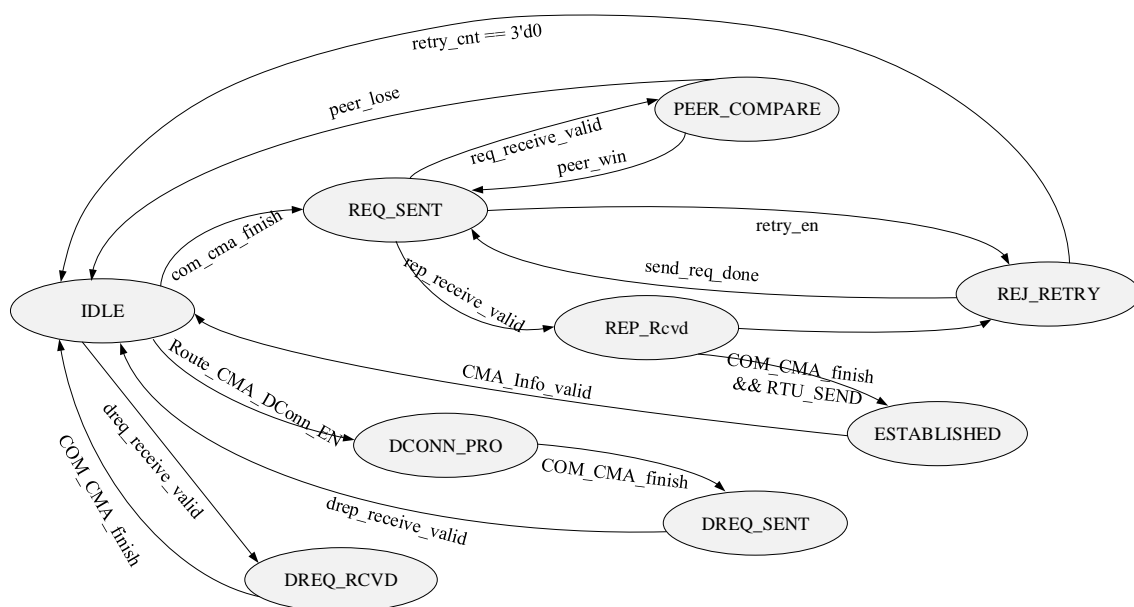 retry_cnt == 3'd0
peer_lose
PEER_COMPARE
req_receive_valid
peer_win
REQ_SENT
com_cma_finish
retry_en
send_req_done
rep_receive_valid
REJ_RETRY
IDLE
REP_Rcvd
Route_CMA_DConn_EN
CMA_Info_valid
COM_CMA_finish
&& RTU_SEND
ESTABLISHED
dreq_receive_valid
DCONN_PRO
COM_CMA_finish
COM_CMA_finish
drep_receive_valid
DREQ_SENT
DREQ_RCVD